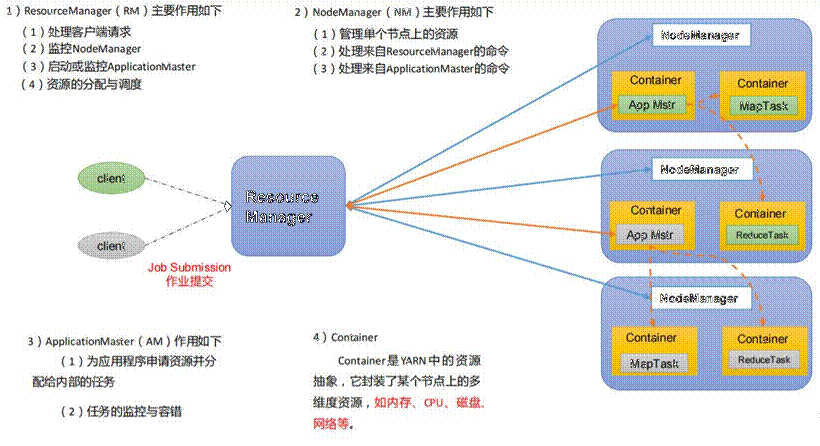 1）ResourceManager（RM）主要作用如下
（1）处理客户端请求
（2）监控NodeManager
（3）启动或监控ApplicationMaster
（4）资源的分配与调度
2）NodeManager（NM）主要作用如下
（1）管理单个节点上的资源
（2）处理来自ResourceManager的命令
（3）处理来自ApplicationMaster的命令
NodeManager
Container
App Mstr
Container
MapTask
client
client
Resource
Manager
Job Submission
作业提交
NodeManager
Container
App Mstr
Container
ReduceTask
NodeManager
Container
MapTask
Container
ReduceTask
3）ApplicationMaster（AM）作用如下
（1）为应用程序申请资源并分
配给内部的任务
（2）任务的监控与容错
4）Container
Container是YARN中的资源
抽象，它封装了某个节点上的多
维度资源，如内存、CPU、磁盘、
网络等。